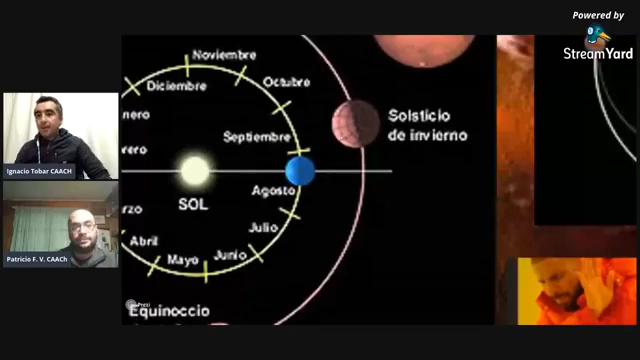 Powered by
StreamYard
Noviembre
Diciembre
Octubre
nero
Solsticio
de invierno
Septiembre
rero
Ignacio Tobar CAACH
Agosto
SOL
rzo
Julio
Abril
Mayo
Junio
Patricio F. V. CAACh
Prezi
Equinoccio